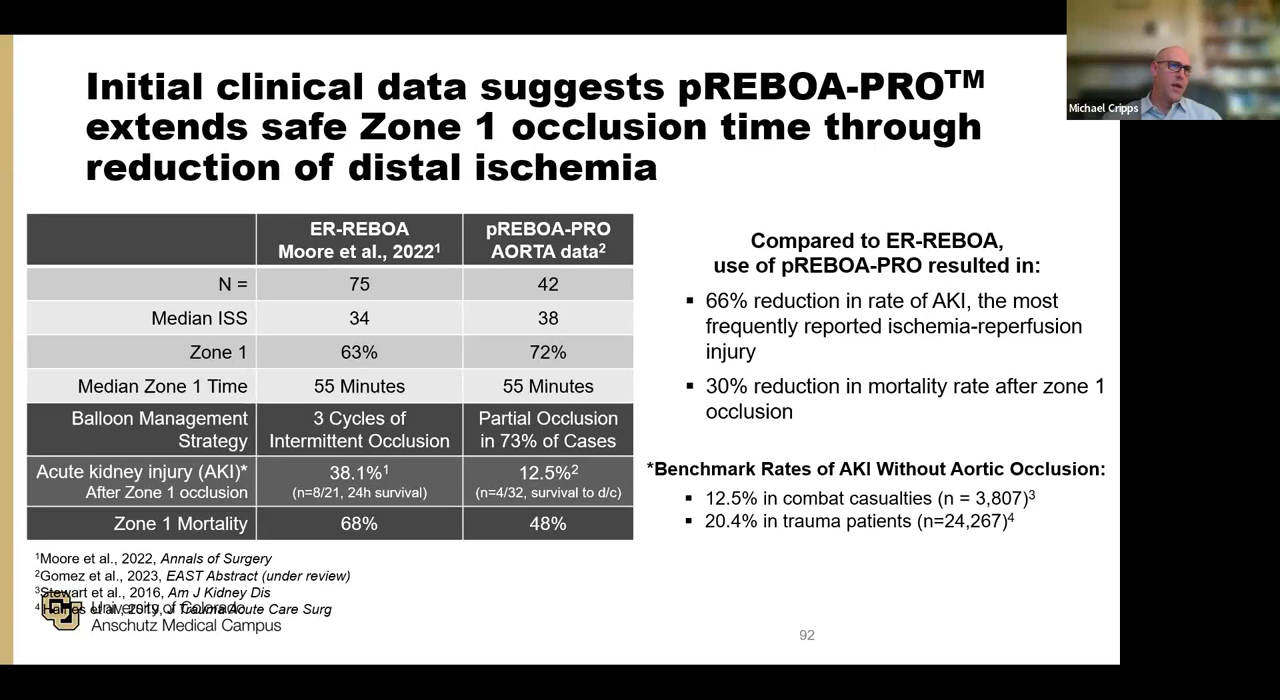 Initial clinical data suggests pREBOA-PRO™
extends safe Zone 1 occlusion time through
reduction of distal ischemia
Michael Cripps
ER-REBOA
Moore et al., 2022¹
pREBOA-PRO
AORTA data²
N =
75
42
Median ISS
34
38
Zone 1
63%
72%
Median Zone 1 Time
55 Minutes
55 Minutes
Balloon Management
Strategy
3 Cycles of
Intermittent Occlusion
Partial Occlusion
in 73% of Cases
Acute kidney injury (AKI)*
After Zone 1 occlusion
38.1%¹
(n=8/21, 24h survival)
12.5%²
(n=4/32, survival to d/c)
Zone 1 Mortality
68%
48%
Compared to ER-REBOA,
use of pREBOA-PRO resulted in:
▪ 66% reduction in rate of AKI, the most
frequently reported ischemia-reperfusion
injury
▪ 30% reduction in mortality rate after zone 1
occlusion
*Benchmark Rates of AKI Without Aortic Occlusion:
▪ 12.5% in combat casualties (n = 3,807)³
▪ 20.4% in trauma patients (n=24,267)⁴
¹Moore et al., 2022, Annals of Surgery
²Gomez et al., 2023, EAST Abstract (under review)
³Stewart et al., 2016, Am J Kidney Dis
⁴ et al., 2019, J Trauma Acute Care Surg
University of Colorado
Anschutz Medical Campus
92